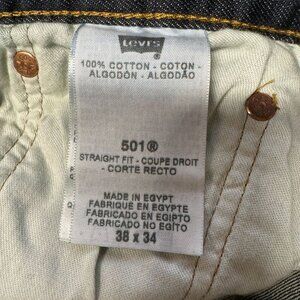 Levi's
100% COTTON - COTON -
ALGODÓN - ALGODÃO
501®
STRAIGHT FIT - COUPE DROIT
- CORTE RECTO
MADE IN EGYPT
FABRIQUE EN EGYPTE
FABRICADO EN EGIPTO
FABRICADO NO EGITO
38 x 34